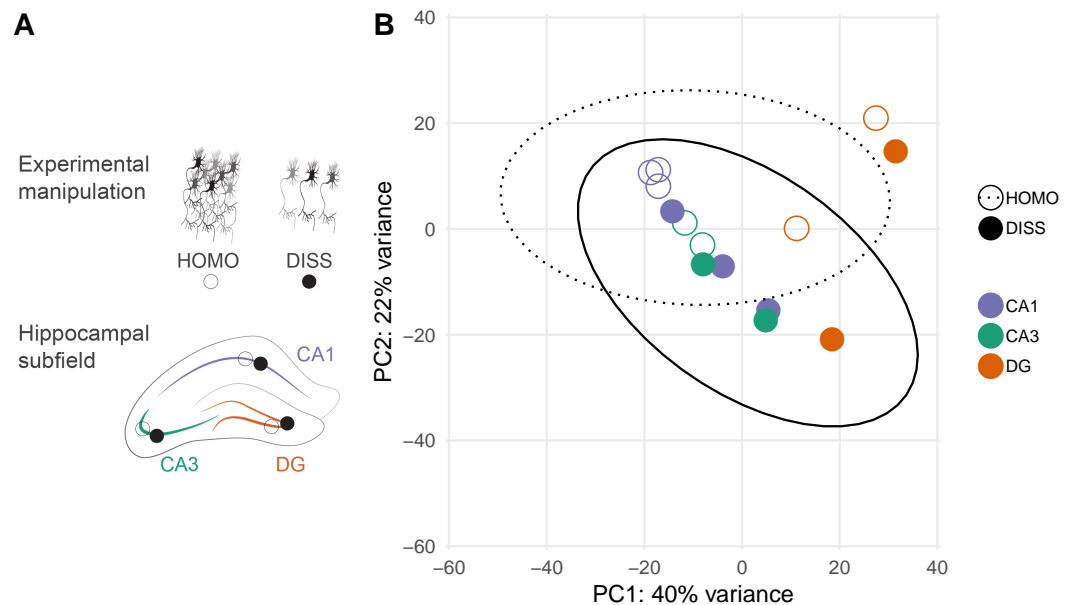 A
Experimental
manipulation
HOMO
DISS
Hippocampal
subfield
CA1
CA3
DG
B
PC2: 22% variance
40
20
0
−20
−40
−60
−60
−40
−20
0
20
40
PC1: 40% variance
HOMO
DISS
CA1
CA3
DG